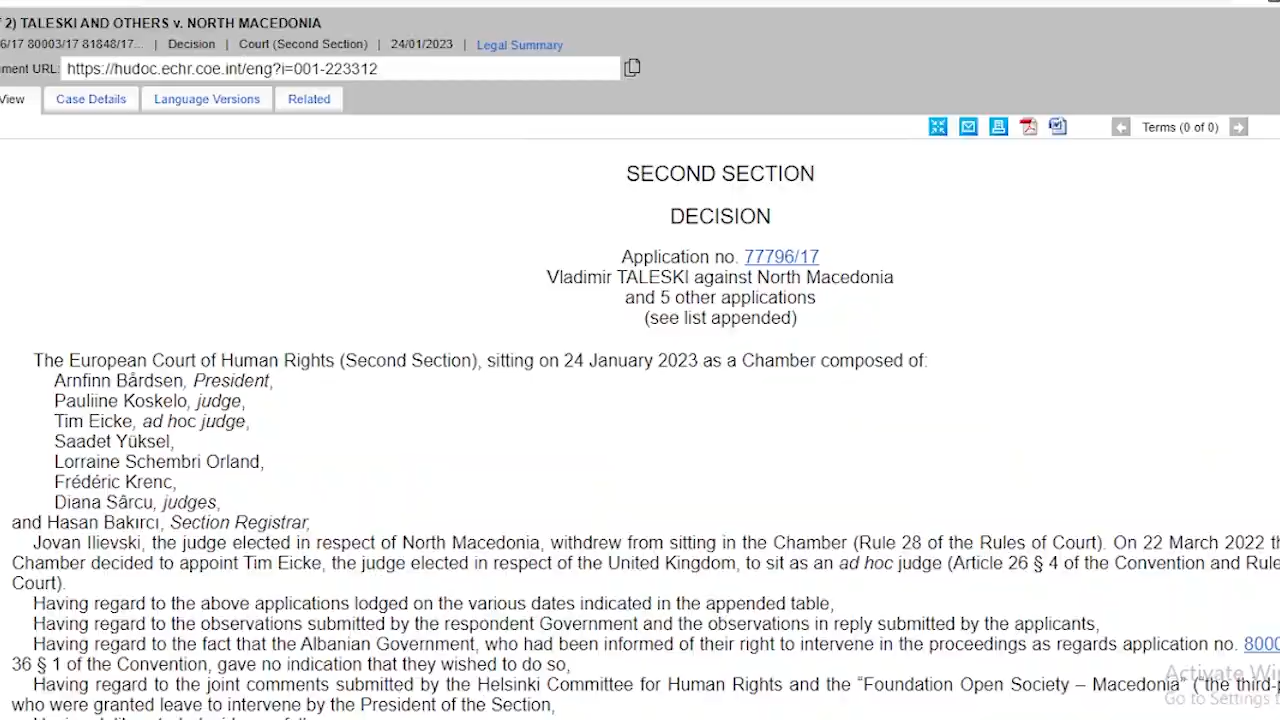 2) TALESKI AND OTHERS v. NORTH MACEDONIA
6/17 80003/17 81848/17... | Decision | Court (Second Section) | 24/01/2023 | Legal Summary
ment URL: https://hudoc.echr.coe.int/eng?i=001-223312
View Case Details Language Versions Related
Terms (0 of 0)
SECOND SECTION
DECISION
Application no. 77796/17
Vladimir TALESKI against North Macedonia
and 5 other applications
(see list appended)
The European Court of Human Rights (Second Section), sitting on 24 January 2023 as a Chamber composed of:
Arnfinn Bårdsen, President,
Pauliine Koskelo, judge,
Tim Eicke, ad hoc judge,
Saadet Yüksel,
Lorraine Schembri Orland,
Frédéric Krenc,
Diana Sârcu, judges,
and Hasan Bakırcı, Section Registrar,
Jovan Ilievski, the judge elected in respect of North Macedonia, withdrew from sitting in the Chamber (Rule 28 of the Rules of Court). On 22 March 2022 th
Chamber decided to appoint Tim Eicke, the judge elected in respect of the United Kingdom, to sit as an ad hoc judge (Article 26 § 4 of the Convention and Rule
Court).
Having regard to the above applications lodged on the various dates indicated in the appended table,
Having regard to the observations submitted by the respondent Government and the observations in reply submitted by the applicants,
Having regard to the fact that the Albanian Government, who had been informed of their right to intervene in the proceedings as regards application no. 8000
36 § 1 of the Convention, gave no indication that they wished to do so,
Having regard to the joint comments submitted by the Helsinki Committee for Human Rights and the “Foundation Open Society – Macedonia” (“the third-p
who were granted leave to intervene by the President of the Section,
Activate Win
Go to Settings t